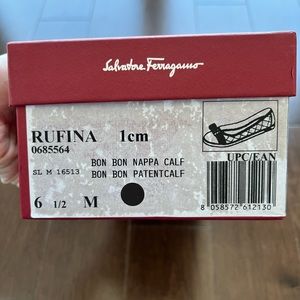 Salvatore Ferragamo
RUFINA 1cm
0685564
UPC/EAN
BON BON NAPPA CALF
SL M 16513 BON BON PATENTCALF
6 1/2 M
8 058572 612130